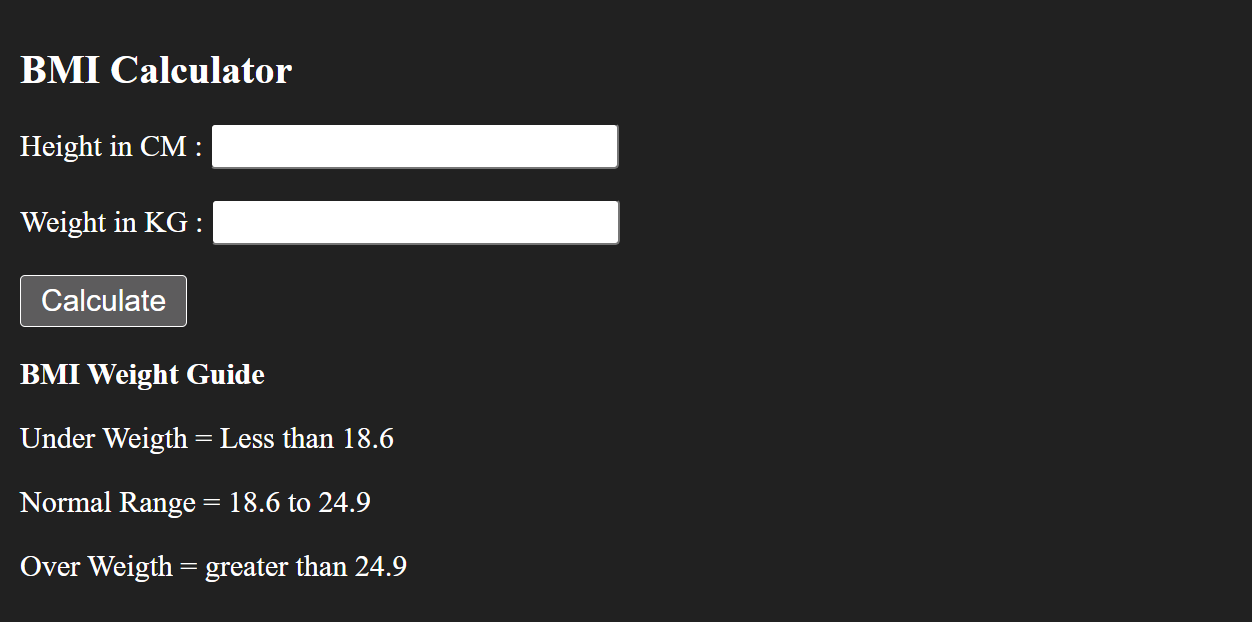 BMI Calculator
Height in CM :
Weight in KG :
Calculate
BMI Weight Guide
Under Weigth = Less than 18.6
Normal Range = 18.6 to 24.9
Over Weigth = greater than 24.9